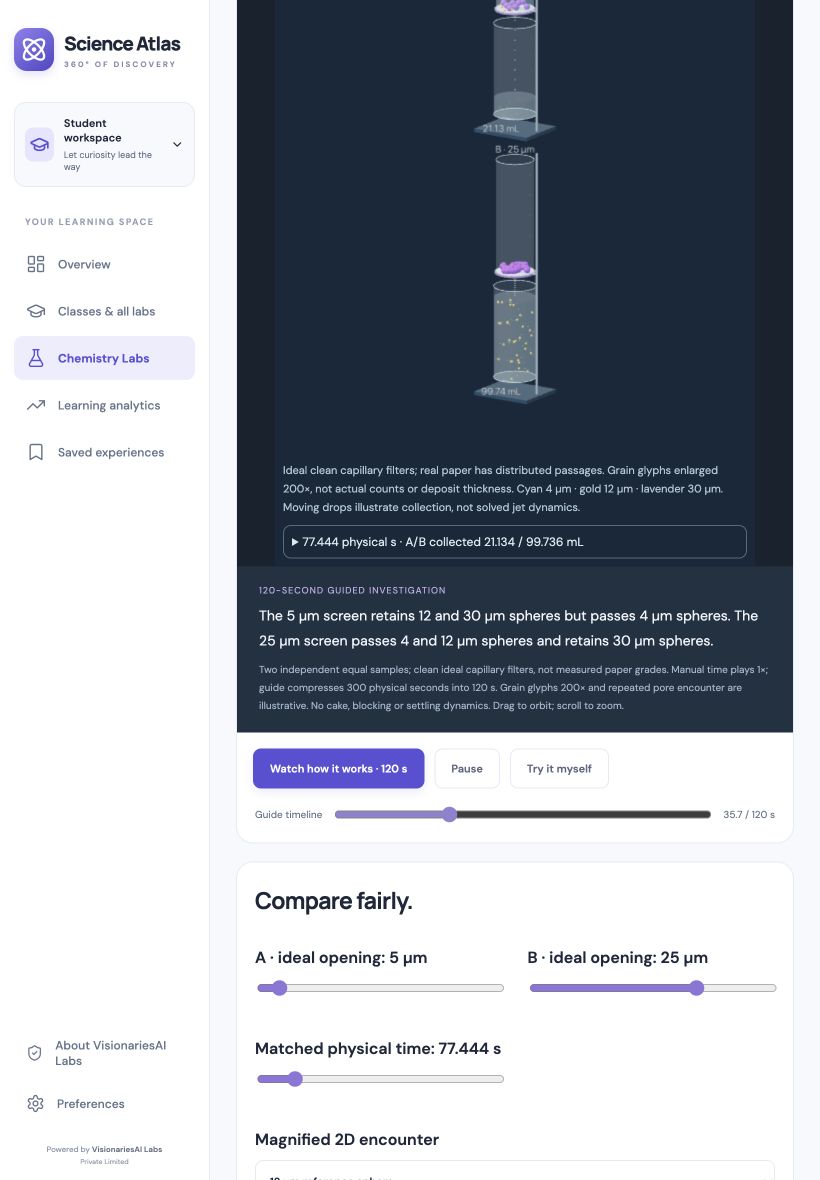 Science Atlas
360° OF DISCOVERY
Student
workspace
Let curiosity lead the
way
YOUR LEARNING SPACE
Overview
Classes & all labs
Chemistry Labs
Learning analytics
Saved experiences
About VisionariesAI
Labs
Preferences
Powered by VisionariesAI Labs
Private Limited
21.13 mL
B · 25 µm
99.74 mL
Ideal clean capillary filters; real paper has distributed passages. Grain glyphs enlarged
200×, not actual counts or deposit thickness. Cyan 4 µm · gold 12 µm · lavender 30 µm.
Moving drops illustrate collection, not solved jet dynamics.
▶ 77.444 physical s · A/B collected 21.134 / 99.736 mL
120-SECOND GUIDED INVESTIGATION
The 5 µm screen retains 12 and 30 µm spheres but passes 4 µm spheres. The
25 µm screen passes 4 and 12 µm spheres and retains 30 µm spheres.
Two independent equal samples; clean ideal capillary filters, not measured paper grades. Manual time plays 1×;
guide compresses 300 physical seconds into 120 s. Grain glyphs 200× and repeated pore encounter are
illustrative. No cake, blocking or settling dynamics. Drag to orbit; scroll to zoom.
Watch how it works · 120 s
Pause
Try it myself
Guide timeline
35.7 / 120 s
Compare fairly.
A · ideal opening: 5 µm
B · ideal opening: 25 µm
Matched physical time: 77.444 s
Magnified 2D encounter